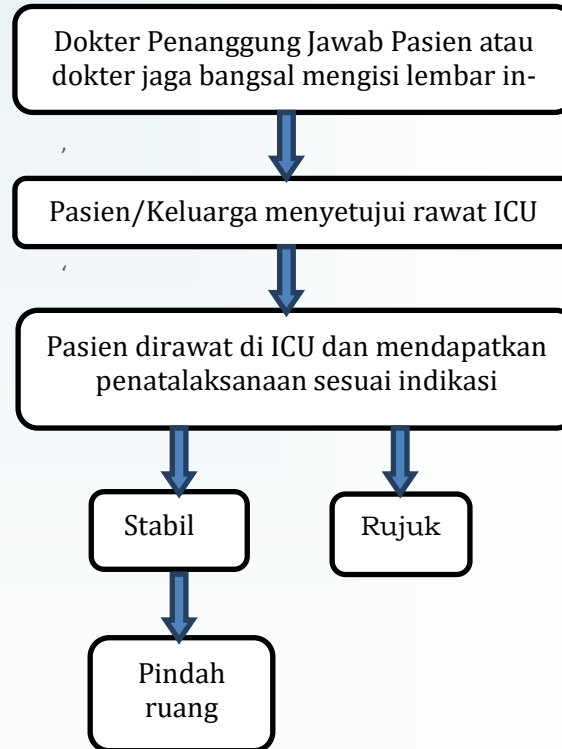 Dokter Penanggung Jawab Pasien atau
dokter jaga bangsal mengisi lembar in-
,
Pasien/Keluarga menyetujui rawat ICU
‘
Pasien dirawat di ICU dan mendapatkan
penatalaksanaan sesuai indikasi
Stabil
Rujuk
Pindah
ruang